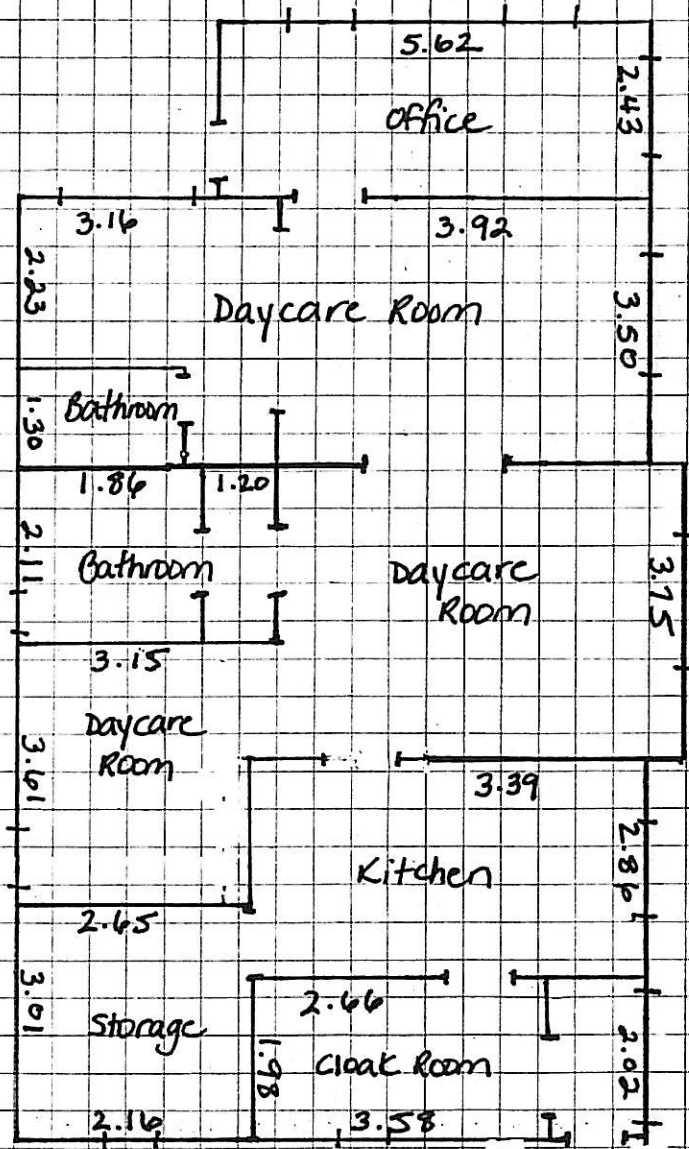 5.62
2.43
Office
3.16
3.92
2.23
3.50
Daycare Room
1.30
Bathroom
1.86
1.20
2.11
Bathroom
Daycare
Room
3.75
3.15
Daycare
Room
3.61
3.39
2.86
Kitchen
2.65
3.01
2.66
Storage
1.98
Cloak Room
2.02
2.16
3.58